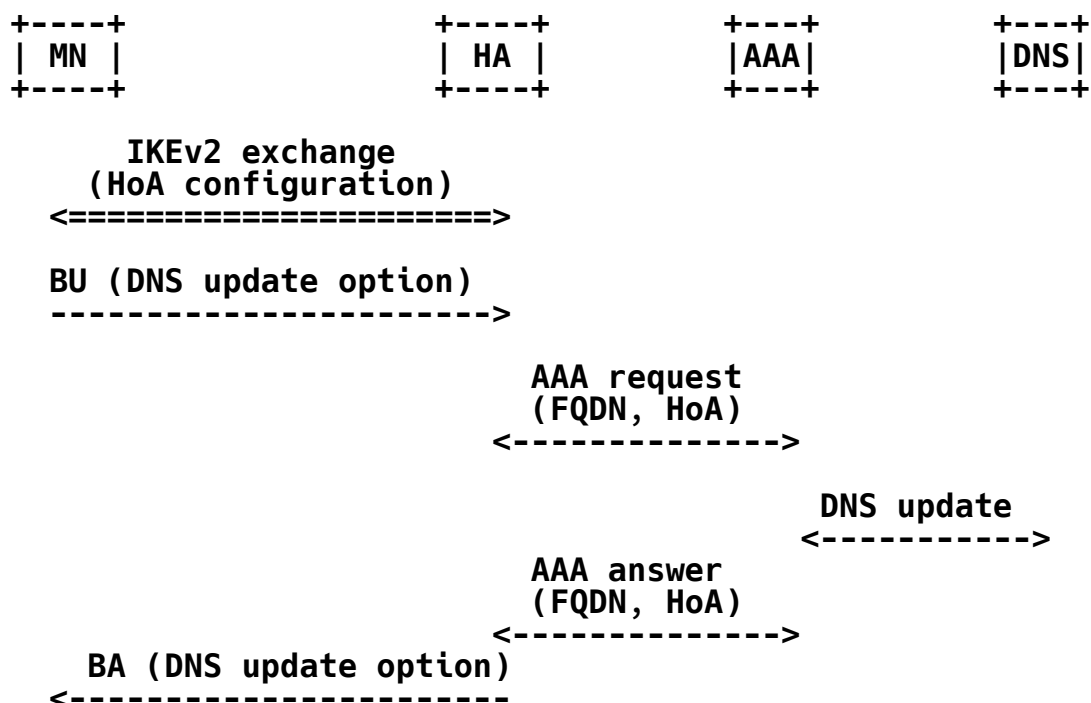 +----+                +----+         +---+         +---+
| MN |                | HA |         |AAA|         |DNS|
+----+                +----+         +---+         +---+
IKEv2 exchange
(HoA configuration)
<======================>
BU (DNS update option)
----------------------->
AAA request
(FQDN, HoA)
<-------------->
DNS update
<----------->
AAA answer
(FQDN, HoA)
<-------------->
BA (DNS update option)
<-----------------------